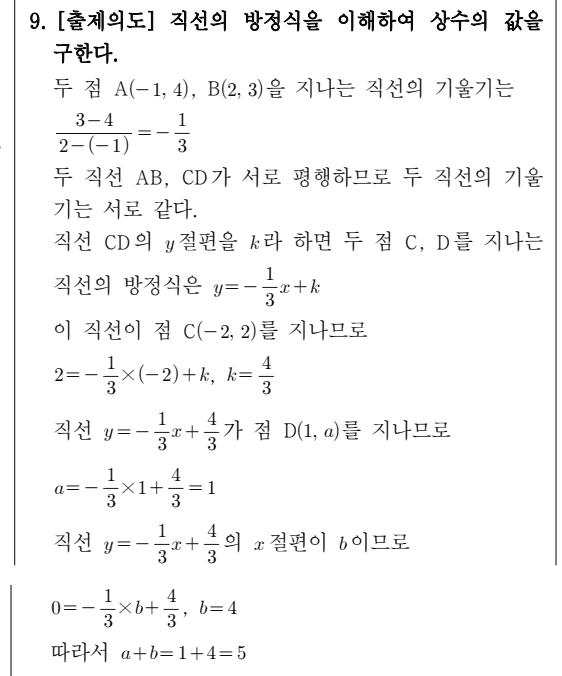 9. [출제의도] 직선의 방정식을 이해하여 상수의 값을
구한다.
두 점 A(−1, 4), B(2, 3)을 지나는 직선의 기울기는
(3−4)/(2−(−1)) = −1/3
두 직선 AB, CD가 서로 평행하므로 두 직선의 기울
기는 서로 같다.
직선 CD의 y절편을 k라 하면 두 점 C, D를 지나는
직선의 방정식은 y=−1/3x+k
이 직선이 점 C(−2, 2)를 지나므로
2=−1/3×(−2)+k, k=4/3
직선 y=−1/3x+4/3가 점 D(1, a)를 지나므로
a=−1/3×1+4/3=1
직선 y=−1/3x+4/3의 x절편이 b이므로
0=−1/3×b+4/3, b=4
따라서 a+b=1+4=5